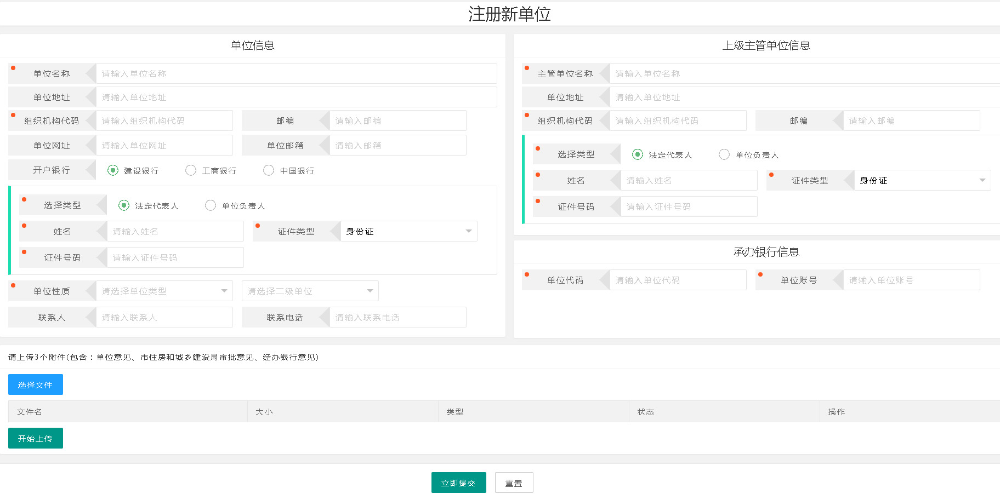 注册新单位
单位信息
单位名称 请输入单位名称
单位地址 请输入单位地址
组织机构代码 请输入组织机构代码 邮编 请输入邮编
单位网址 请输入单位网址 单位邮箱 请输入邮箱
开户银行 建设银行 工商银行 中国银行
选择类型 法定代表人 单位负责人
姓名 请输入姓名 证件类型 身份证
证件号码 请输入证件号码
单位性质 请选择单位类型 请选择二级单位
联系人 请输入联系人 联系电话 请输入联系电话
上级主管单位信息
主管单位名称 请输入单位名称
单位地址 请输入单位地址
组织机构代码 请输入组织机构代码 邮编 请输入邮编
选择类型 法定代表人 单位负责人
姓名 请输入姓名 证件类型 身份证
证件号码 请输入证件号码
承办银行信息
单位代码 请输入单位代码 单位账号 请输入单位账号
请上传3个附件(包含：单位意见、市住房和城乡建设局审批意见、经办银行意见)
选择文件
文件名 大小 类型 状态 操作
开始上传
立即提交 重置